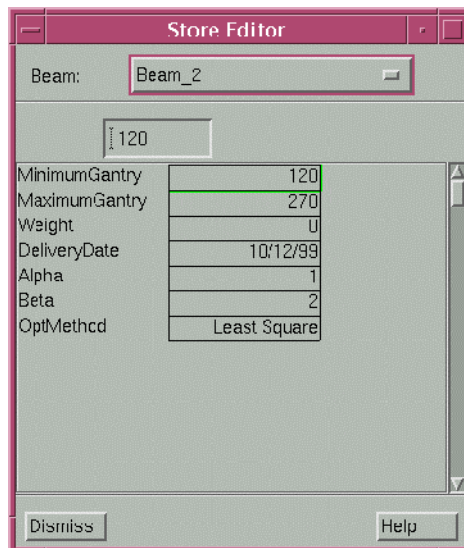 Store Editor
Beam: Beam_2
120
MinimumGantry 120
MaximumGantry 270
Weight 0
DeliveryDate 10/12/99
Alpha 1
Beta 2
OptMethod Least Square
Dismiss Help